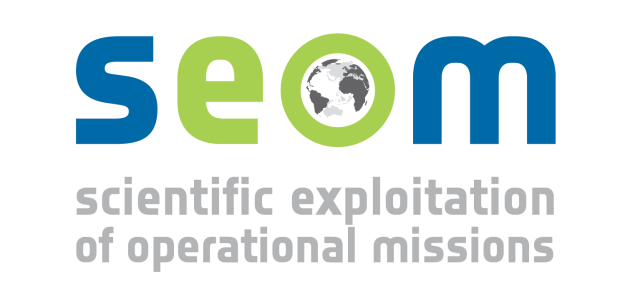 seom
scientific exploitation
of operational missions